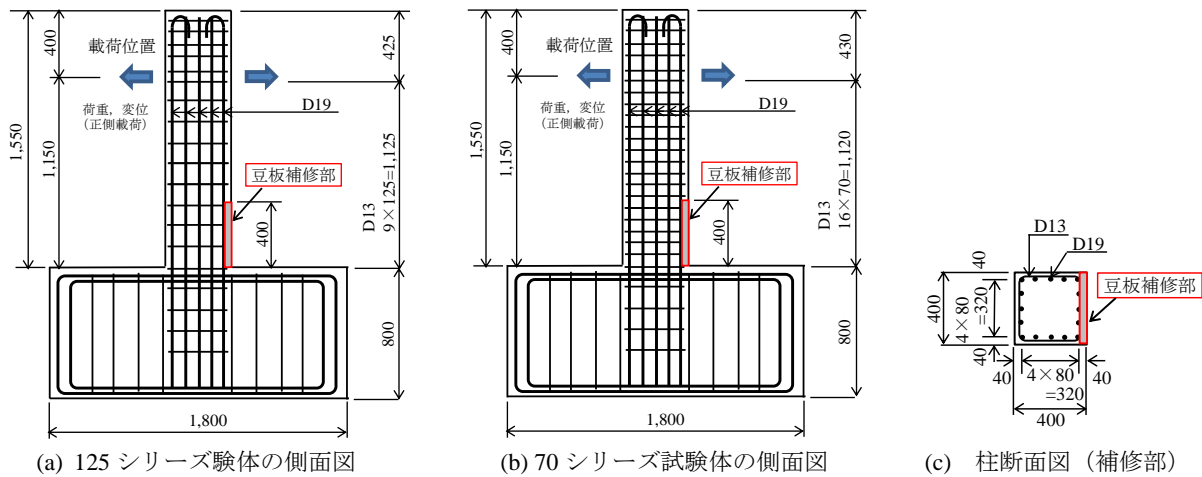 400
425
載荷位置
荷重，変位
（正側載荷）
D19
1,550
1,150
豆板補修部
400
D13
9×125=1,125
800
1,800
(a) 125 シリーズ験体の側面図
400
430
載荷位置
荷重，変位
（正側載荷）
D19
1,550
1,150
豆板補修部
400
D13
16×70=1,120
800
1,800
(b) 70 シリーズ試験体の側面図
D13
D19
豆板補修部
40
400
4×80
=320
40
40
4×80
=320
40
400
(c) 柱断面図（補修部）